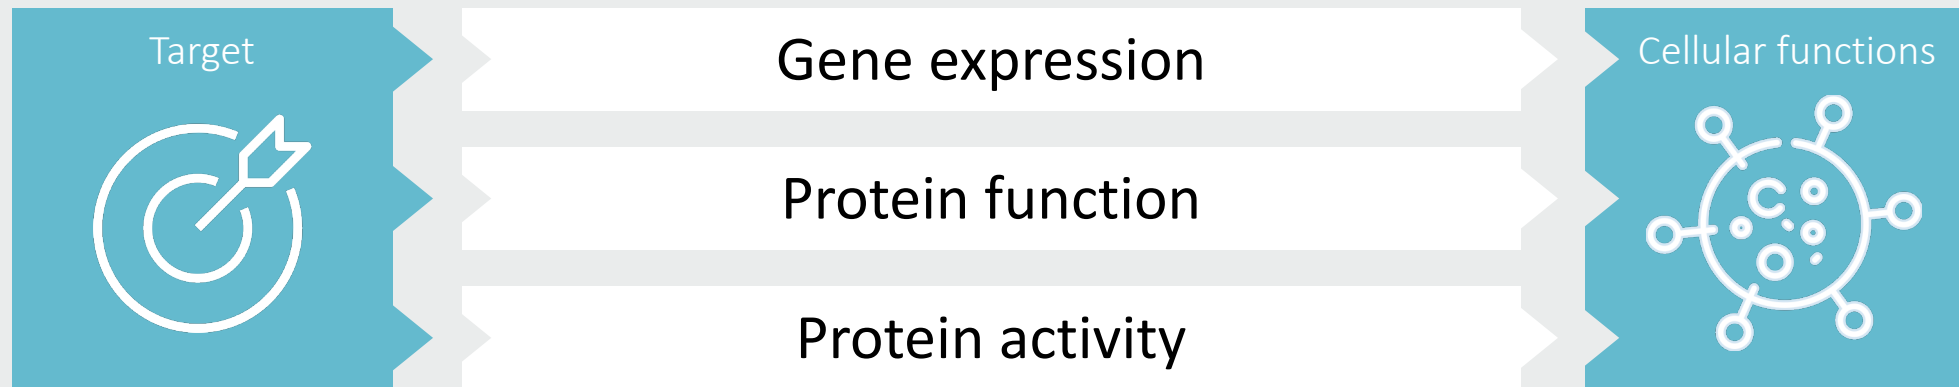 Target
Gene expression
Protein function
Protein activity
Cellular functions